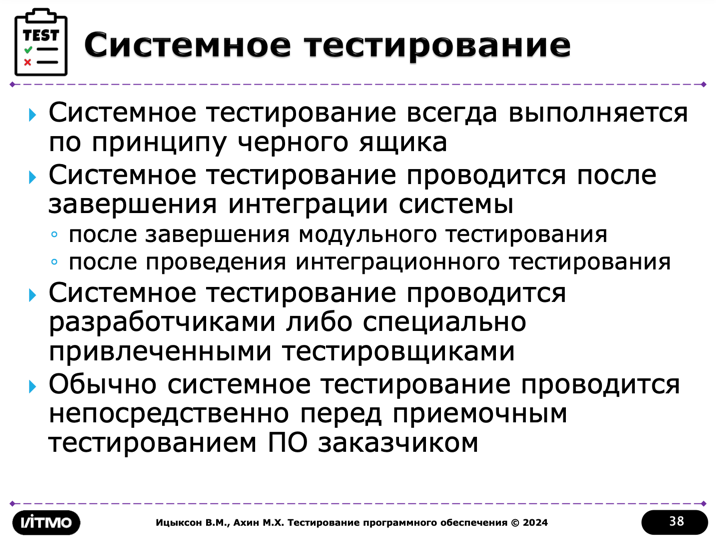 TEST
Системное тестирование
Системное тестирование всегда выполняется
по принципу черного ящика
Системное тестирование проводится после
завершения интеграции системы
после завершения модульного тестирования
после проведения интеграционного тестирования
Системное тестирование проводится
разработчиками либо специально
привлеченными тестировщиками
Обычно системное тестирование проводится
непосредственно перед приемочным
тестированием ПО заказчиком
ИТМО
Ицыксон В.М., Ахин М.Х. Тестирование программного обеспечения © 2024
38